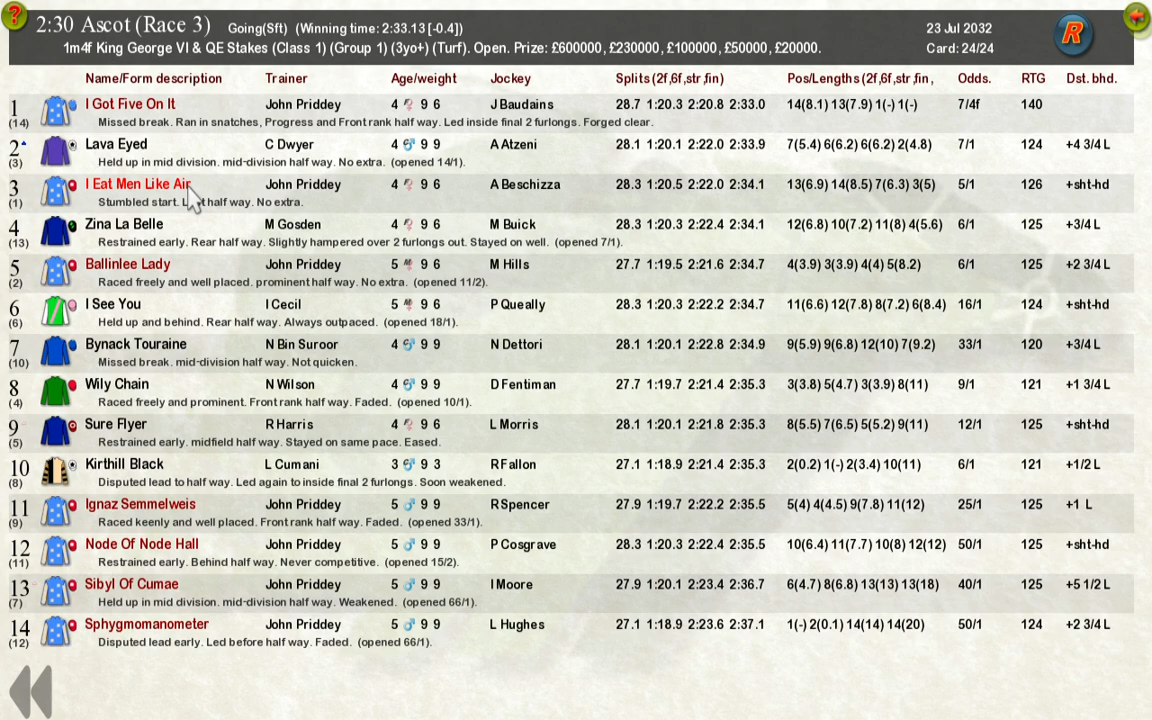 2:30 Ascot (Race 3) Going(Sft) (Winning time: 2:33.13 [-0.4]) 23 Jul 2032
1m4f King George VI & QE Stakes (Class 1) (Group 1) (3yo+) (Turf). Open. Prize: £600000, £230000, £100000, £50000, £20000. Card: 24/24
R
Name/Form description Trainer Age/weight Jockey Splits (2f,6f,str,fin) Pos/Lengths (2f,6f,str,fin, Odds. RTG Dst. bhd.
1 I Got Five On It John Priddey 4 9 6 J Baudains 28.7 1:20.3 2:20.8 2:33.0 14(8.1) 13(7.9) 1(-) 1(-) 7/4f 140
(14) Missed break. Ran in snatches, Progress and Front rank half way. Led inside final 2 furlongs. Forged clear.
2 Lava Eyed C Dwyer 4 9 9 A Atzeni 28.1 1:20.1 2:22.0 2:33.9 7(5.4) 6(6.2) 6(6.2) 2(4.8) 7/1 124 +4 3/4 L
(3) Held up in mid division. mid-division half way. No extra. (opened 14/1).
3 I Eat Men Like Air John Priddey 4 9 6 A Beschizza 28.3 1:20.5 2:22.0 2:34.1 13(6.9) 14(8.5) 7(6.3) 3(5) 5/1 126 +sht-hd
(1) Stumbled start. half way. No extra.
4 Zina La Belle M Gosden 4 9 6 M Buick 28.3 1:20.3 2:22.4 2:34.1 12(6.8) 10(7.2) 11(8) 4(5.6) 6/1 125 +3/4 L
(13) Restrained early. Rear half way. Slightly hampered over 2 furlongs out. Stayed on well. (opened 7/1).
5 Ballinlee Lady John Priddey 5 9 6 M Hills 27.7 1:19.5 2:21.6 2:34.7 4(3.9) 3(3.9) 4(4) 5(8.2) 6/1 125 +2 3/4 L
(2) Raced freely and well placed. prominent half way. No extra. (opened 11/2).
6 I See You I Cecil 5 9 6 P Queally 28.3 1:20.3 2:22.2 2:34.7 11(6.6) 12(7.8) 8(7.2) 6(8.4) 16/1 124 +sht-hd
(6) Held up and behind. Rear half way. Always outpaced. (opened 18/1).
7 Bynack Touraine N Bin Suroor 4 9 9 N Dettori 28.1 1:20.1 2:22.8 2:34.9 9(5.9) 9(6.8) 12(10) 7(9.2) 33/1 120 +3/4 L
(10) Missed break. mid-division half way. Not quicken.
8 Wily Chain N Wilson 4 9 9 D Fentiman 27.7 1:19.7 2:21.4 2:35.3 3(3.8) 5(4.7) 3(3.9) 8(11) 9/1 121 +1 3/4 L
(4) Raced freely and prominent. Front rank half way. Faded. (opened 10/1).
9 Sure Flyer R Harris 4 9 6 L Morris 28.1 1:20.1 2:21.8 2:35.3 8(5.5) 7(6.5) 5(5.2) 9(11) 12/1 125 +sht-hd
(5) Restrained early. midfield half way. Stayed on same pace. Eased.
10 Kirthill Black L Cumani 3 9 3 R Fallon 27.1 1:18.9 2:21.4 2:35.3 2(0.2) 1(-) 2(3.4) 10(11) 6/1 121 +1/2 L
(8) Disputed lead to half way. Led again to inside final 2 furlongs. Soon weakened.
11 Ignaz Semmelweis John Priddey 5 9 9 R Spencer 27.9 1:19.7 2:22.2 2:35.5 5(4) 4(4.5) 9(7.8) 11(12) 25/1 125 +1 L
(9) Raced keenly and well placed. Front rank half way. Faded. (opened 33/1).
12 Node Of Node Hall John Priddey 5 9 9 P Cosgrave 28.3 1:20.3 2:22.4 2:35.5 10(6.4) 11(7.7) 10(8) 12(12) 50/1 125 +sht-hd
(11) Restrained early. Behind half way. Never competitive. (opened 15/2).
13 Sibyl Of Cumae John Priddey 5 9 9 I Moore 27.9 1:20.1 2:23.4 2:36.7 6(4.7) 8(6.8) 13(13) 13(18) 40/1 125 +5 1/2 L
(7) Held up in mid division. mid-division half way. Weakened. (opened 66/1).
14 Sphygmomanometer John Priddey 5 9 9 L Hughes 27.1 1:18.9 2:23.6 2:37.1 1(-) 2(0.1) 14(14) 14(20) 50/1 124 +2 3/4 L
(12) Disputed lead early. Led before half way. Faded. (opened 66/1).